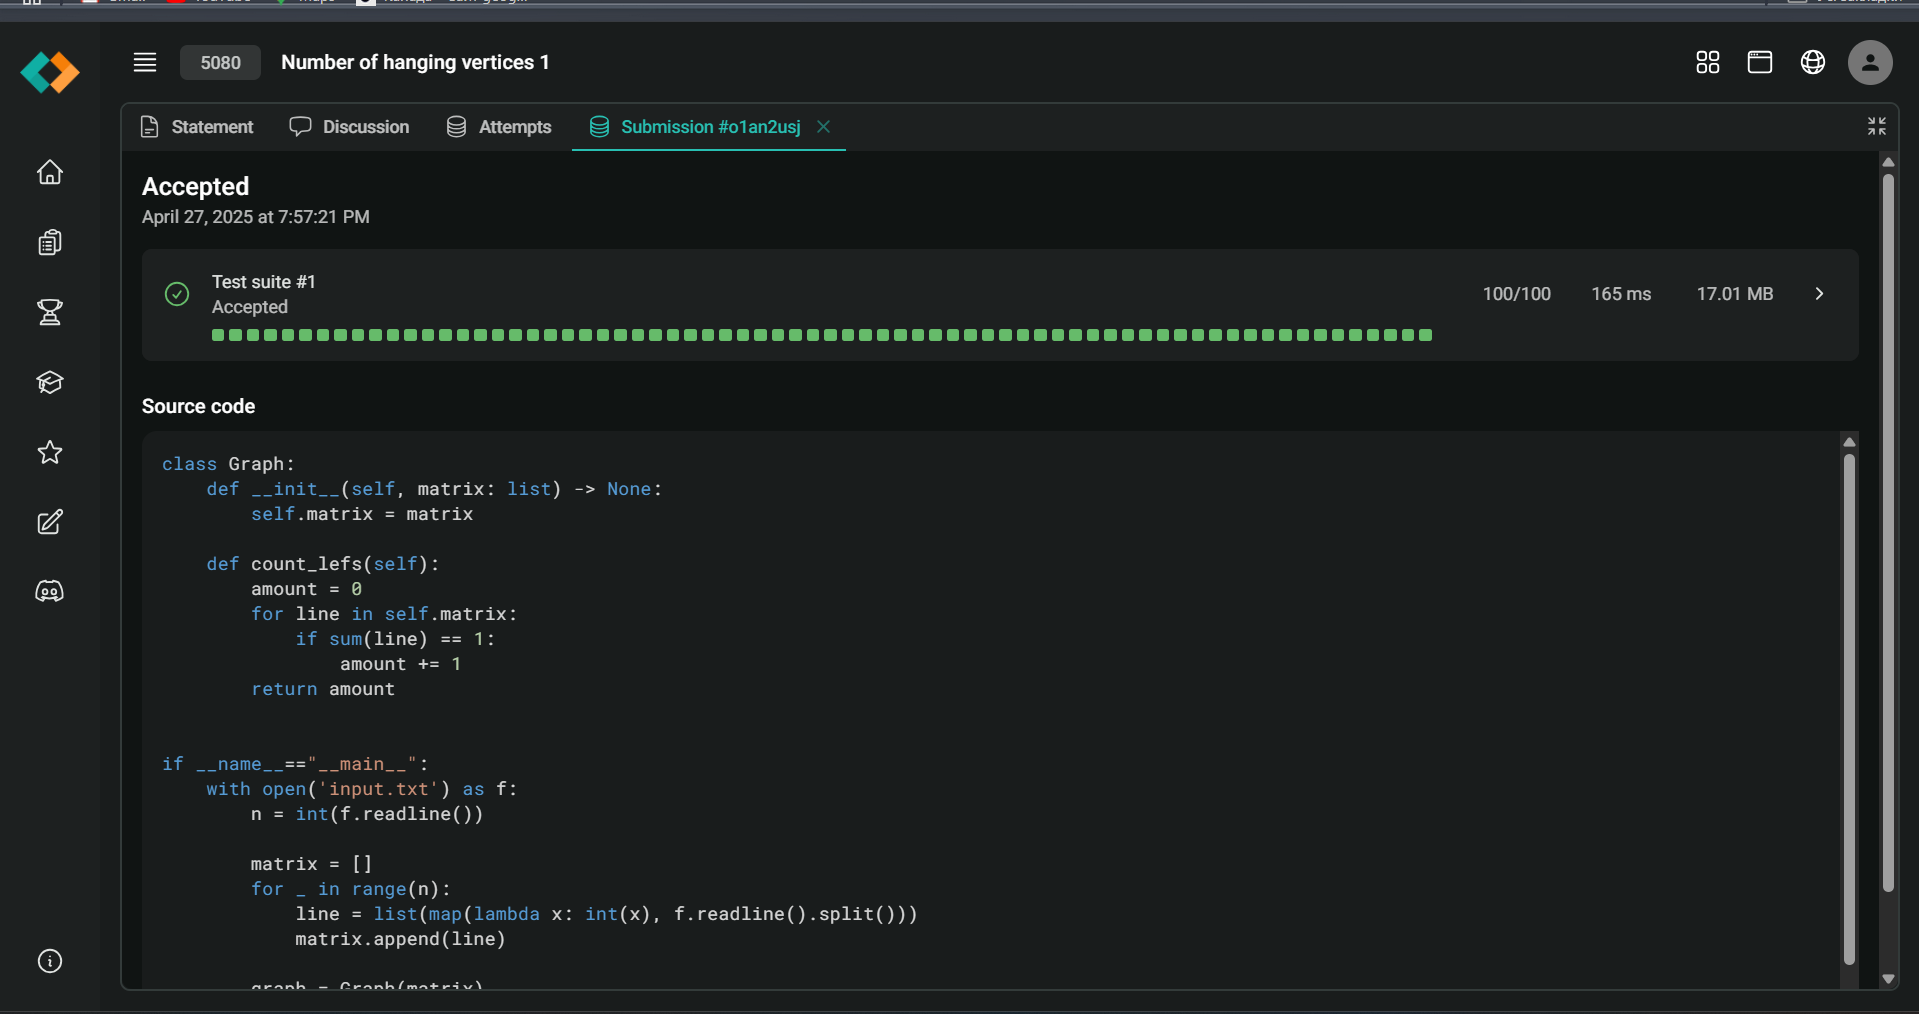 5080
Number of hanging vertices 1
Statement
Discussion
Attempts
Submission #o1an2usj
Accepted
April 27, 2025 at 7:57:21 PM
Test suite #1
Accepted
100/100
165 ms
17.01 MB
Source code
class Graph:
    def __init__(self, matrix: list) -> None:
        self.matrix = matrix
    def count_lefs(self):
        amount = 0
        for line in self.matrix:
            if sum(line) == 1:
                amount += 1
        return amount
if __name__=="__main__":
    with open('input.txt') as f:
        n = int(f.readline())
        matrix = []
        for _ in range(n):
            line = list(map(lambda x: int(x), f.readline().split()))
            matrix.append(line)
        graph = Graph(matrix)